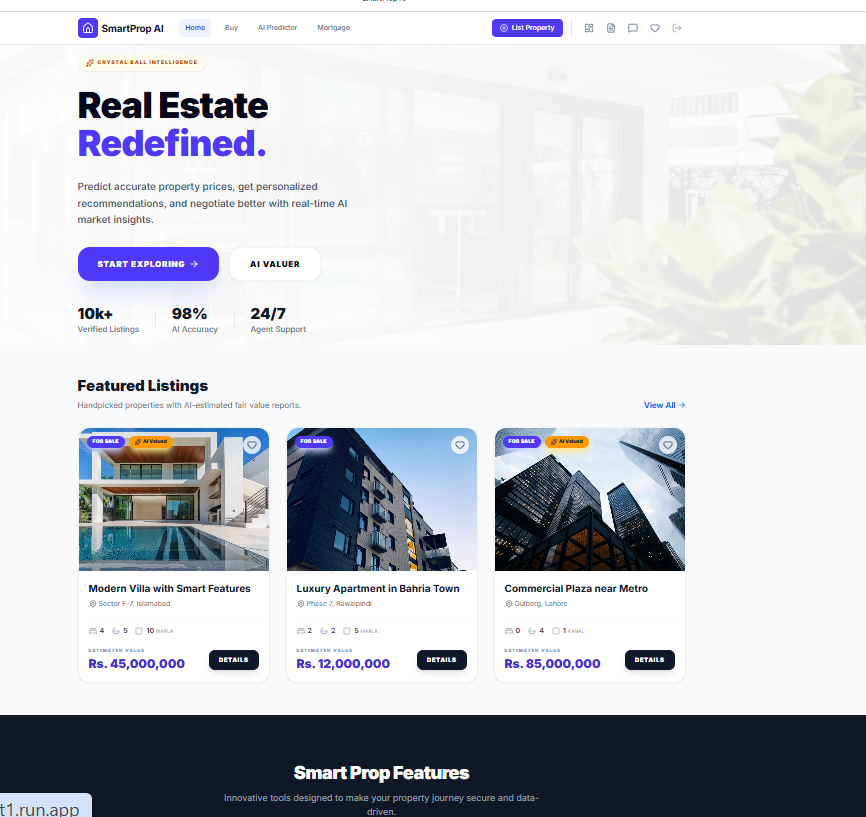 SmartProp AI
Home
Buy
AI Predictor
Mortgage
List Property
CRYSTAL BALL INTELLIGENCE
Real Estate
Redefined.
Predict accurate property prices, get personalized
recommendations, and negotiate better with real-time AI
market insights.
START EXPLORING →
AI VALUER
10k+
98%
24/7
Verified Listings
AI Accuracy
Agent Support
Featured Listings
Handpicked properties with AI-estimated fair value reports.
View All →
FOR SALE
AI Valued
FOR SALE
FOR SALE
AI Valued
Modern Villa with Smart Features
Sector F-7, Islamabad
4 5 10 MARLA
ESTIMATED VALUE
Rs. 45,000,000
DETAILS
Luxury Apartment in Bahria Town
Phase 7, Rawalpindi
2 2 5 MARLA
ESTIMATED VALUE
Rs. 12,000,000
DETAILS
Commercial Plaza near Metro
Gulberg, Lahore
0 4 1 KANAL
ESTIMATED VALUE
Rs. 85,000,000
DETAILS
Smart Prop Features
Innovative tools designed to make your property journey secure and data-
driven.
t1.run.app